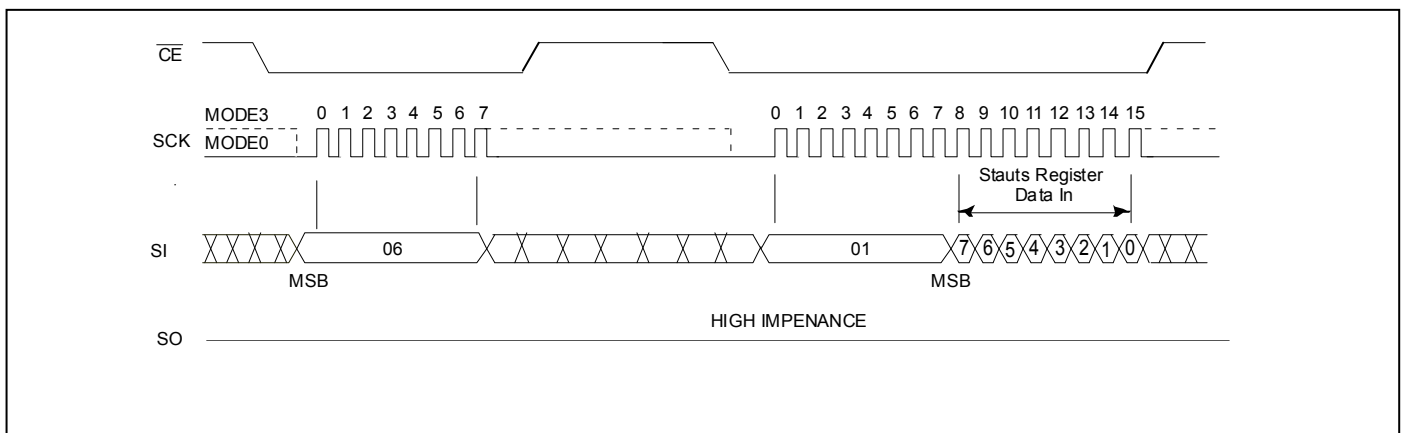 CE
MODE3
0 1 2 3 4 5 6 7
0 1 2 3 4 5 6 7 8 9 10 11 12 13 14 15
SCK
MODE0
Stauts Register
Data In
SI
06
01
7 6 5 4 3 2 1 0
MSB
MSB
HIGH IMPENANCE
SO